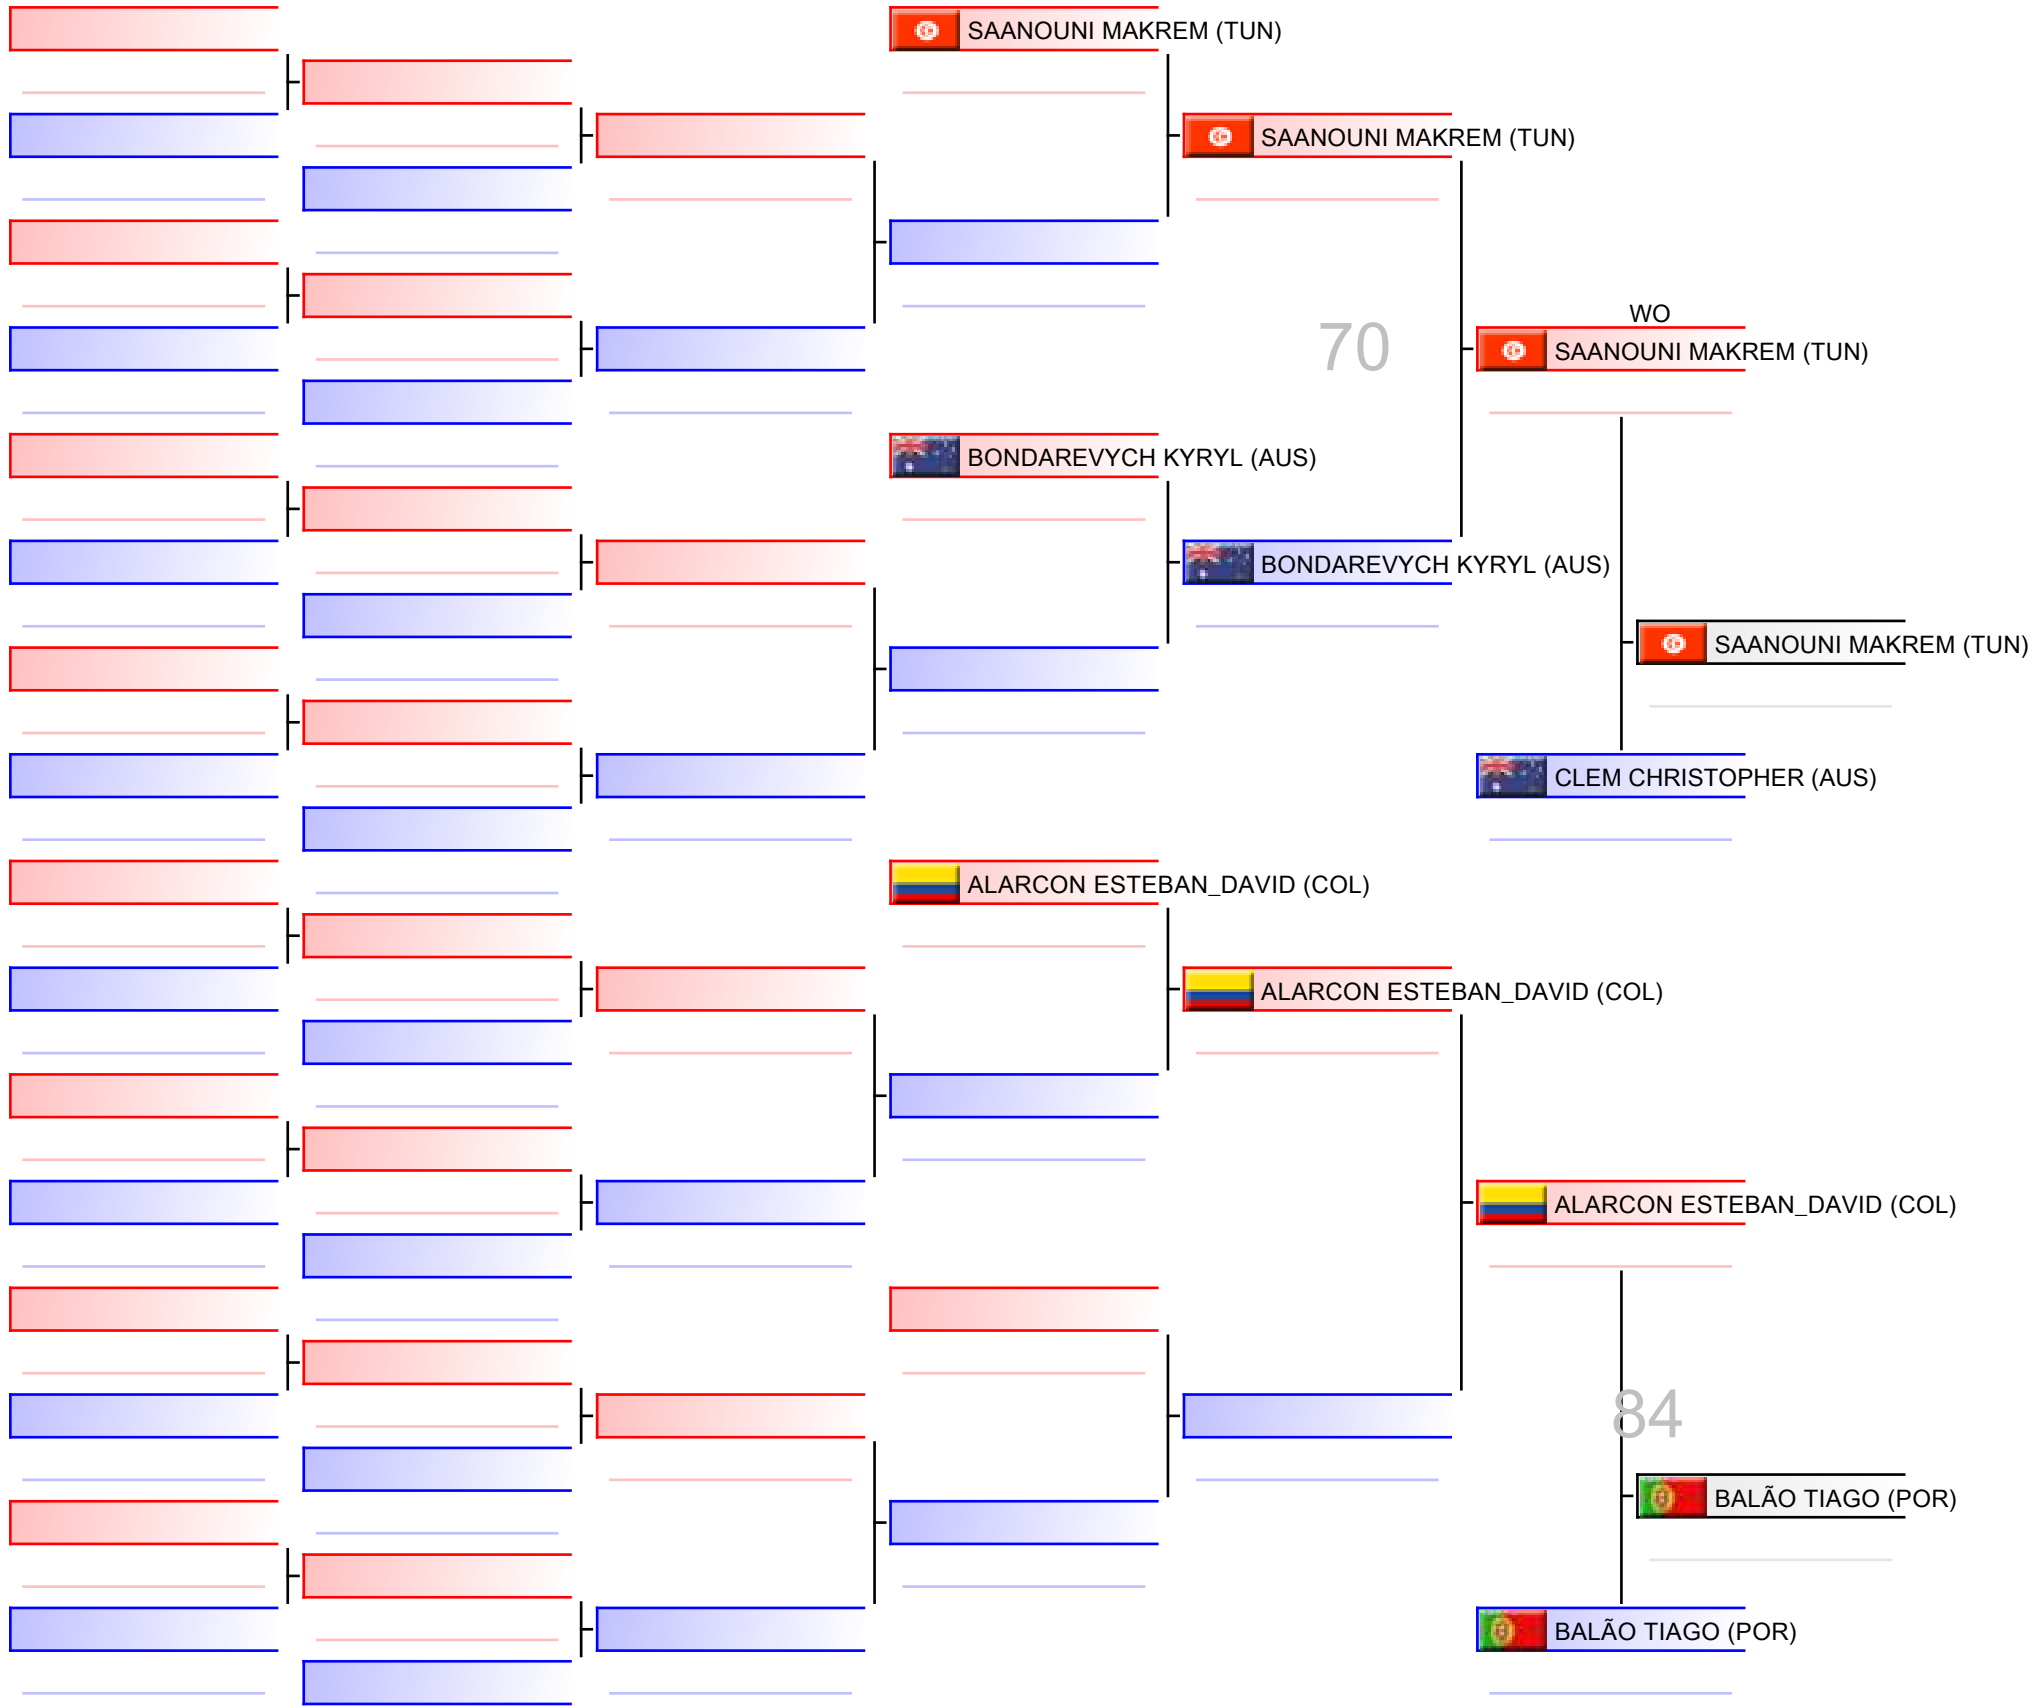 SAANOUNI MAKREM (TUN)
SAANOUNI MAKREM (TUN)
WO
70
SAANOUNI MAKREM (TUN)
BONDAREVYCH KYRYL (AUS)
BONDAREVYCH KYRYL (AUS)
SAANOUNI MAKREM (TUN)
CLEM CHRISTOPHER (AUS)
ALARCON ESTEBAN_DAVID (COL)
ALARCON ESTEBAN_DAVID (COL)
ALARCON ESTEBAN_DAVID (COL)
84
BALÃO TIAGO (POR)
BALÃO TIAGO (POR)